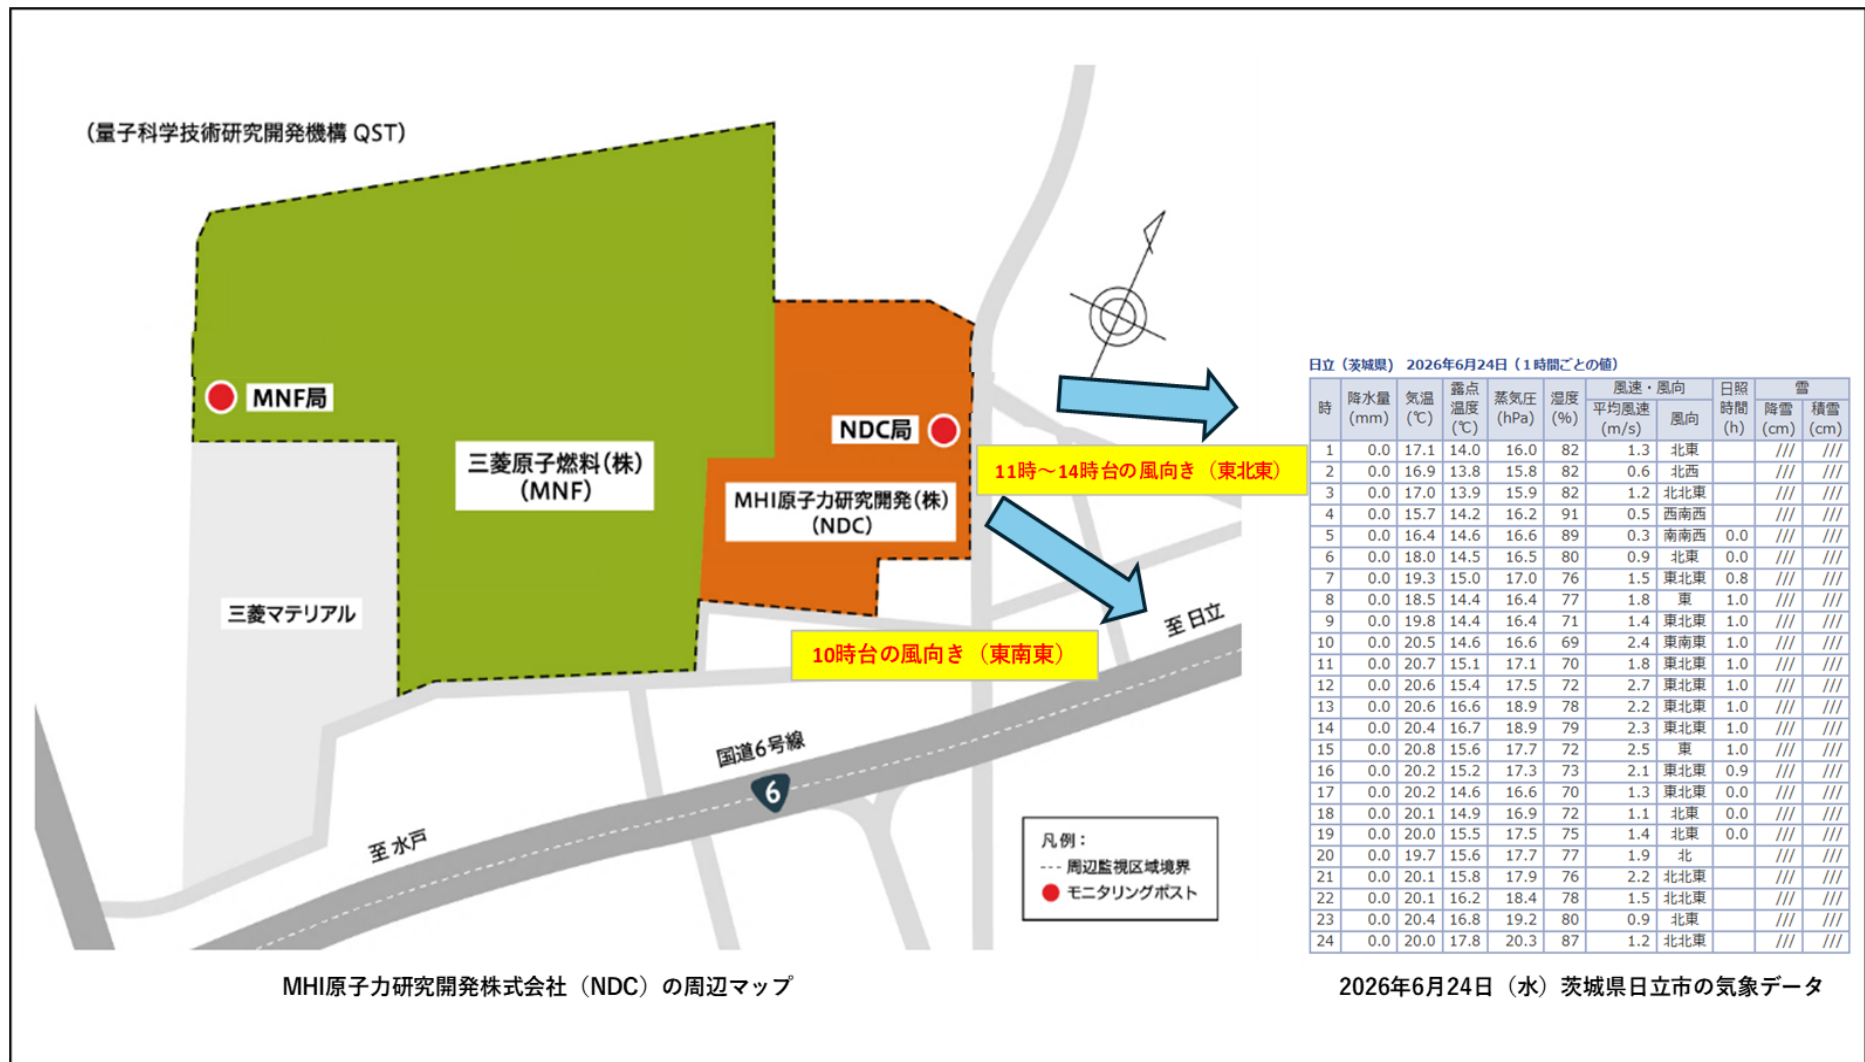 (量子科学技術研究開発機構 QST)
MNF局
NDC局
三菱原子燃料(株)
(MNF)
MHI原子力研究開発(株)
(NDC)
三菱マテリアル
11時～14時台の風向き（東北東）
10時台の風向き（東南東）
至 日立
国道6号線
6
至 水戸
凡例：
--- 周辺監視区域境界
モニタリングポスト
MHI原子力研究開発株式会社（NDC）の周辺マップ
日立（茨城県） 2026年6月24日（１時間ごとの値）
時 降水量(mm) 気温(℃) 露点温度(℃) 蒸気圧(hPa) 湿度(%) 風速・風向 平均風速(m/s) 風向 日照時間(h) 雪 降雪(cm) 積雪(cm)
1 0.0 17.1 14.0 16.0 82 1.3 北東 /// ///
2 0.0 16.9 13.8 15.8 82 0.6 北西 /// ///
3 0.0 17.0 13.9 15.9 82 1.2 北北東 /// ///
4 0.0 15.7 14.2 16.2 91 0.5 西南西 /// ///
5 0.0 16.4 14.6 16.6 89 0.3 南南西 0.0 /// ///
6 0.0 18.0 14.5 16.5 80 0.9 北東 0.0 /// ///
7 0.0 19.3 15.0 17.0 76 1.5 東北東 0.8 /// ///
8 0.0 18.5 14.4 16.4 77 1.8 東 1.0 /// ///
9 0.0 19.8 14.4 16.4 71 1.4 東北東 1.0 /// ///
10 0.0 20.5 14.6 16.6 69 2.4 東南東 1.0 /// ///
11 0.0 20.7 15.1 17.1 70 1.8 東北東 1.0 /// ///
12 0.0 20.6 15.4 17.5 72 2.7 東北東 1.0 /// ///
13 0.0 20.6 16.6 18.9 78 2.2 東北東 1.0 /// ///
14 0.0 20.4 16.7 18.9 79 2.3 東北東 1.0 /// ///
15 0.0 20.8 15.6 17.7 72 2.5 東 1.0 /// ///
16 0.0 20.2 15.2 17.3 73 2.1 東北東 0.9 /// ///
17 0.0 20.2 14.6 16.6 70 1.3 東北東 0.0 /// ///
18 0.0 20.1 14.9 16.9 72 1.1 北東 0.0 /// ///
19 0.0 20.0 15.5 17.5 75 1.4 北東 0.0 /// ///
20 0.0 19.7 15.6 17.7 77 1.9 北 /// ///
21 0.0 20.1 15.8 17.9 76 2.2 北北東 /// ///
22 0.0 20.1 16.2 18.4 78 1.5 北北東 /// ///
23 0.0 20.4 16.8 19.2 80 0.9 北東 /// ///
24 0.0 20.0 17.8 20.3 87 1.2 北北東 /// ///
2026年6月24日（水）茨城県日立市の気象データ